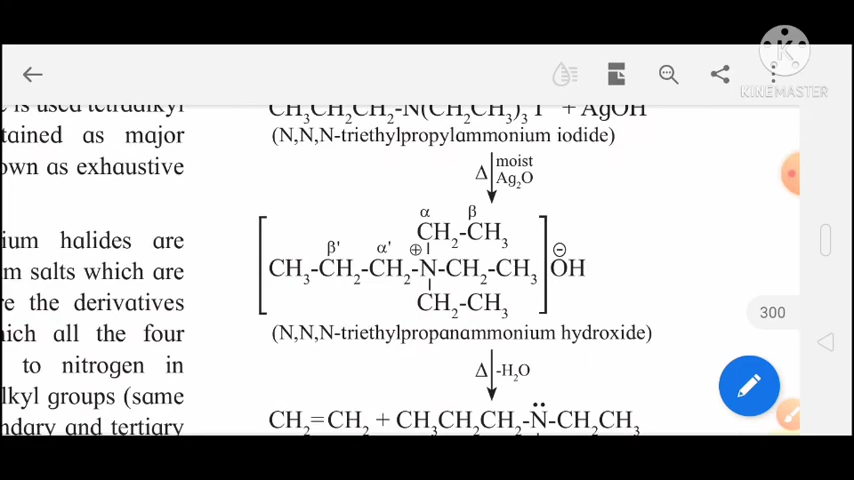 KINEMASTER
e is used tetradlkyl
tained as major
own as exhaustive
ium halides are
m salts which are
re the derivatives
hich all the four
to nitrogen in
lkyl groups (same
ndary and tertiary
CH₃CH₂CH₂-N(CH₂CH₃)₃ I + AgOH
(N,N,N-triethylpropylammonium iodide)
Δ moist
Ag₂O
α β
CH₂-CH₃
β' α' ⊕
CH₃-CH₂-CH₂-N-CH₂-CH₃
⊖
OH
CH₂-CH₃
(N,N,N-triethylpropanammonium hydroxide)
Δ -H₂O
CH₂=CH₂ + CH₃CH₂CH₂-N̈-CH₂CH₃
300